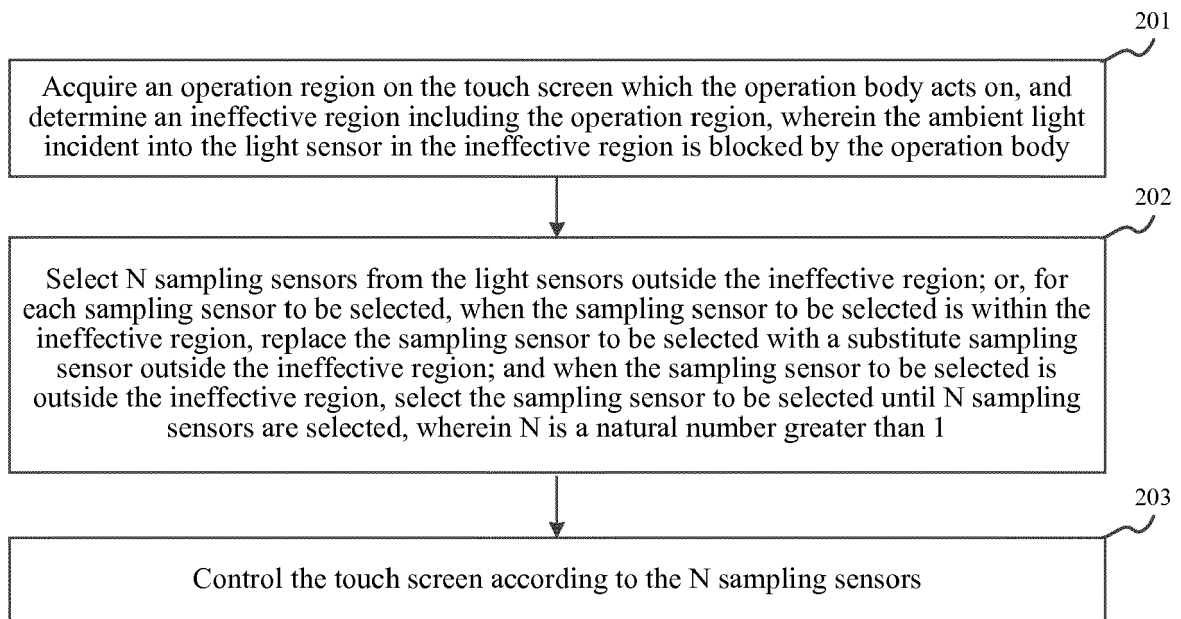 201
Acquire an operation region on the touch screen which the operation body acts on, and
determine an ineffective region including the operation region, wherein the ambient light
incident into the light sensor in the ineffective region is blocked by the operation body
202
Select N sampling sensors from the light sensors outside the ineffective region; or, for
each sampling sensor to be selected, when the sampling sensor to be selected is within the
ineffective region, replace the sampling sensor to be selected with a substitute sampling
sensor outside the ineffective region; and when the sampling sensor to be selected is
outside the ineffective region, select the sampling sensor to be selected until N sampling
sensors are selected, wherein N is a natural number greater than 1
203
Control the touch screen according to the N sampling sensors